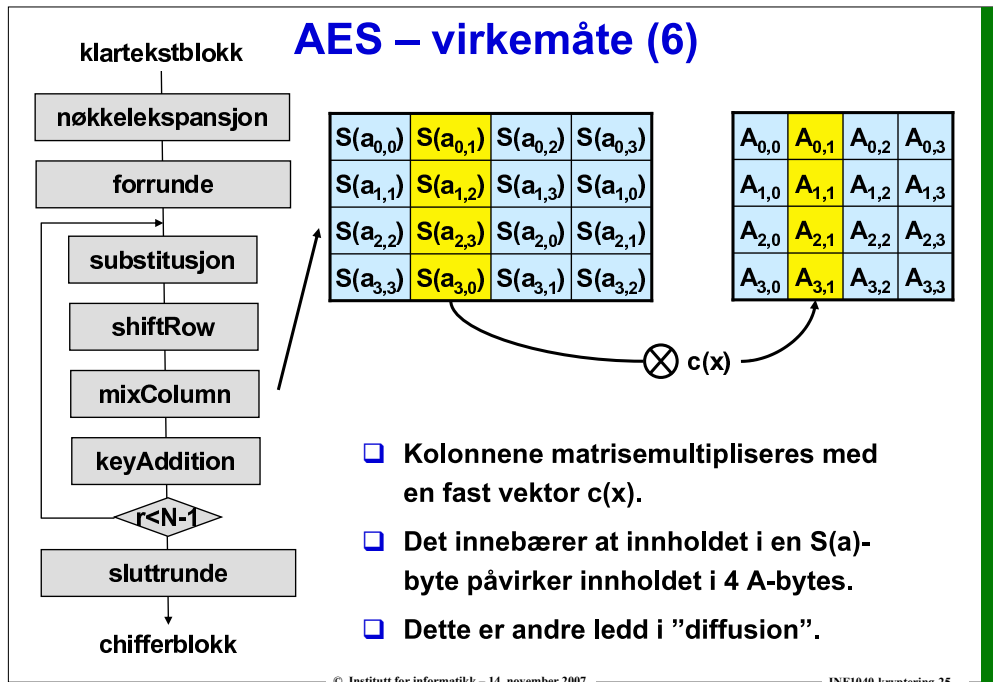 AES – virkemåte (6)
klartekstblokk
nøkkelekspansjon
forrunde
substitusjon
shiftRow
mixColumn
keyAddition
r<N-1
sluttrunde
chifferblokk
S(a0,0) S(a0,1) S(a0,2) S(a0,3)
S(a1,1) S(a1,2) S(a1,3) S(a1,0)
S(a2,2) S(a2,3) S(a2,0) S(a2,1)
S(a3,3) S(a3,0) S(a3,1) S(a3,2)
A0,0 A0,1 A0,2 A0,3
A1,0 A1,1 A1,2 A1,3
A2,0 A2,1 A2,2 A2,3
A3,0 A3,1 A3,2 A3,3
⊗ c(x)
❑ Kolonnene matrisemultipliseres med
en fast vektor c(x).
❑ Det innebærer at innholdet i en S(a)-
byte påvirker innholdet i 4 A-bytes.
❑ Dette er andre ledd i ”diffusion”.
© Institutt for informatikk – 14. november 2007
INF1040-kryptering-25